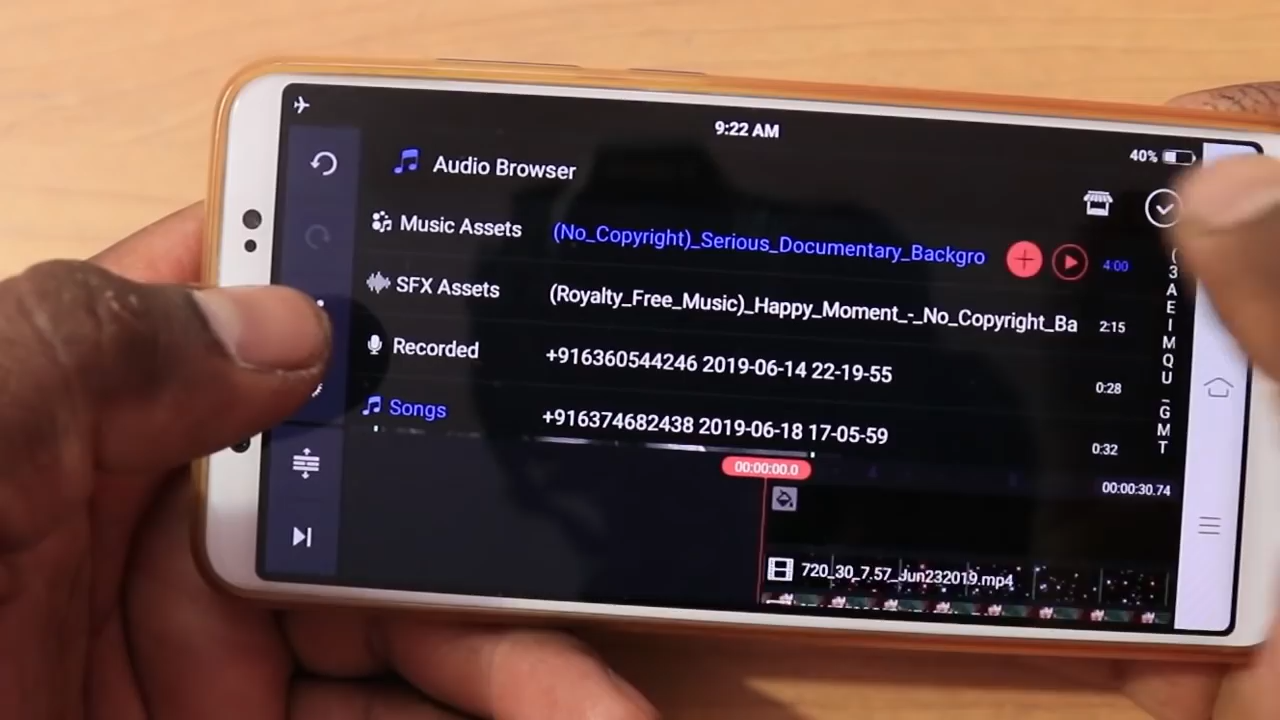 9:22 AM
40%
Audio Browser
Music Assets
(No_Copyright)_Serious_Documentary_Backgro
4:00
SFX Assets
(Royalty_Free_Music)_Happy_Moment_-_No_Copyright_Ba
2:15
Recorded
+916360544246 2019-06-14 22-19-55
0:28
Songs
+916374682438 2019-06-18 17-05-59
0:32
(
3
A
E
I
M
Q
U
_
G
M
T
00:00:00.0
00:00:30.74
720_30_7.57_Jun232019.mp4